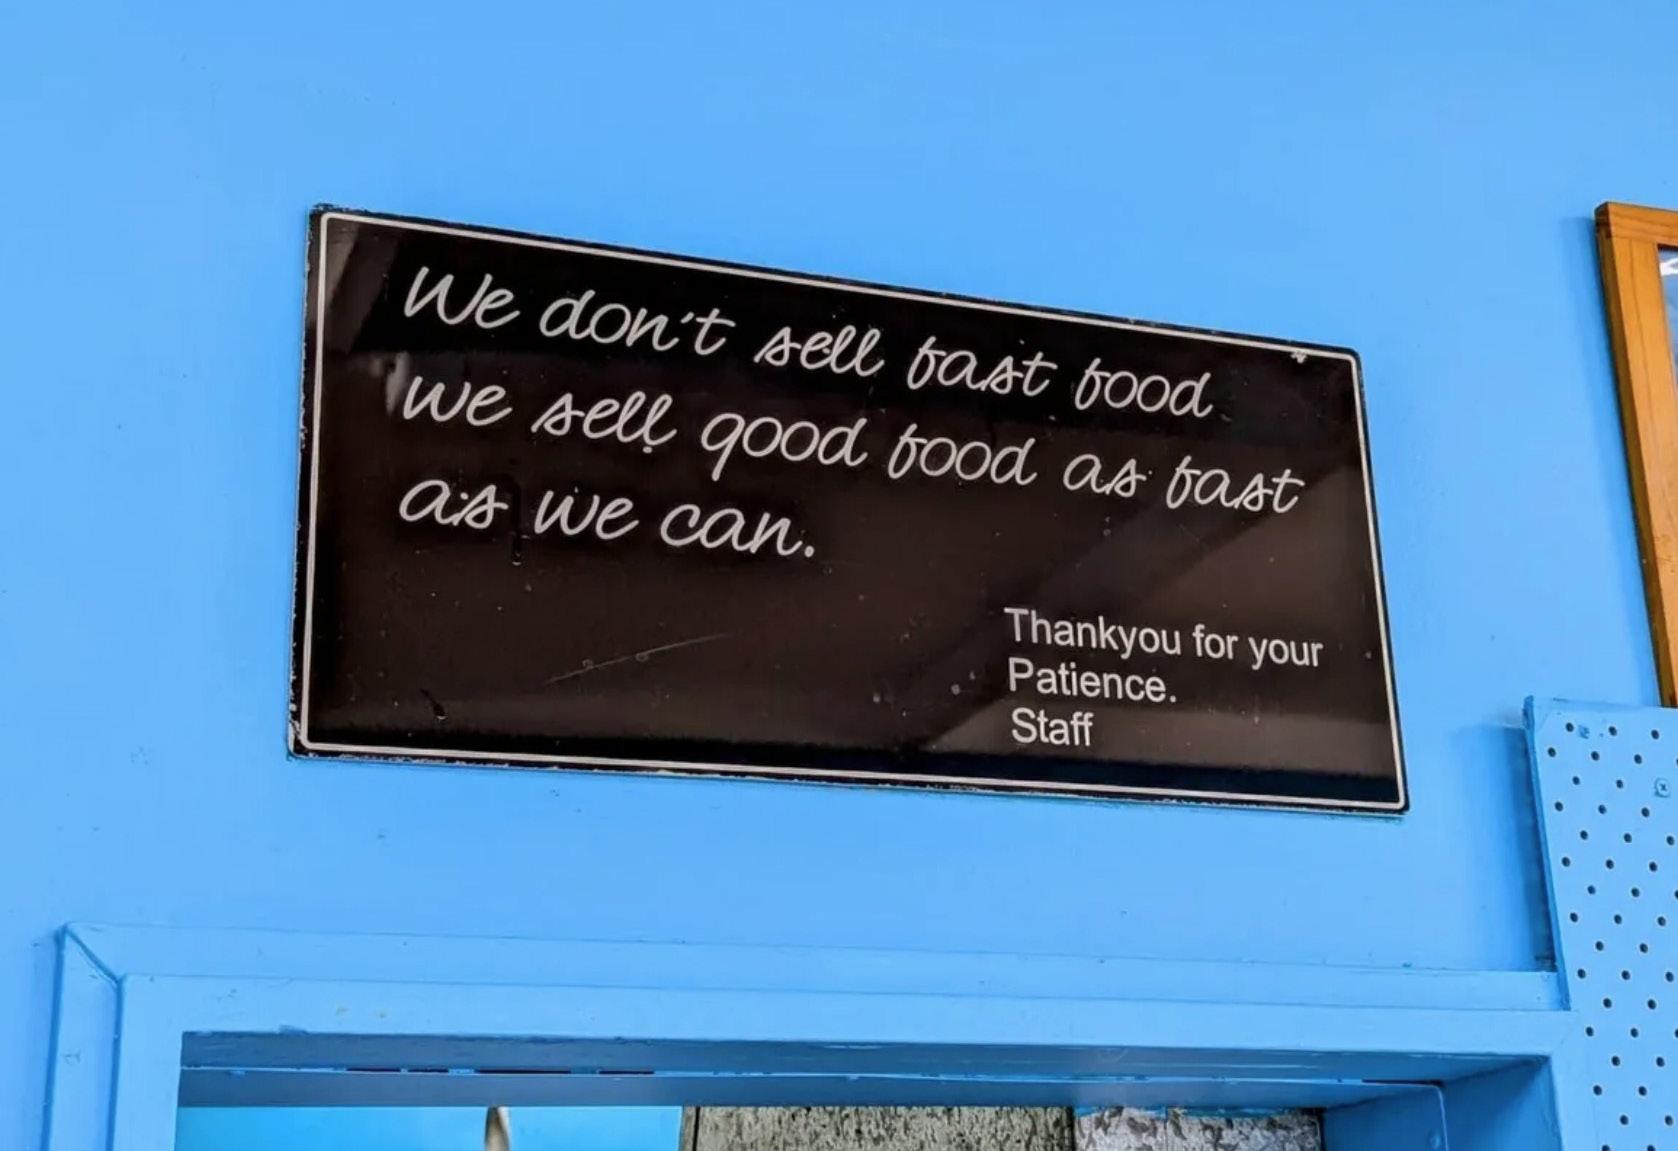 We don't sell fast food
we sell good food as fast
as we can.
Thankyou for your
Patience.
Staff